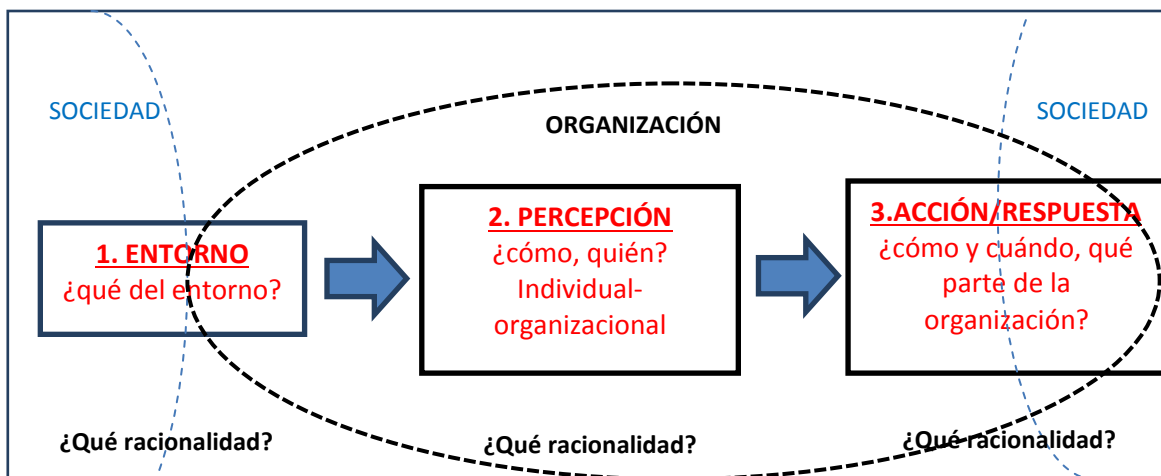 SOCIEDAD
SOCIEDAD
ORGANIZACIÓN
1. ENTORNO
¿qué del entorno?
2. PERCEPCIÓN
¿cómo, quién?
Individual-
organizacional
3.ACCIÓN/RESPUESTA
¿cómo y cuándo, qué
parte de la
organización?
¿Qué racionalidad?
¿Qué racionalidad?
¿Qué racionalidad?